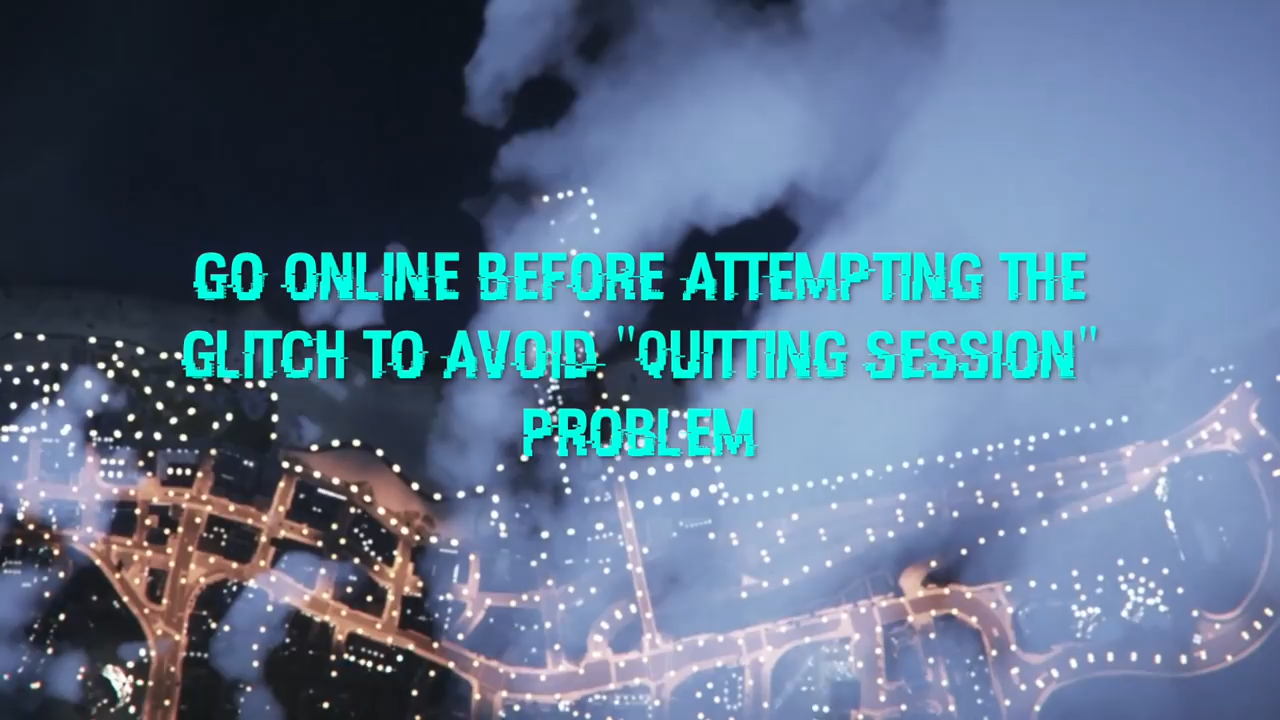 GO ONLINE BEFORE ATTEMPTING THE
GLITCH TO AVOID "QUITTING SESSION"
PROBLEM